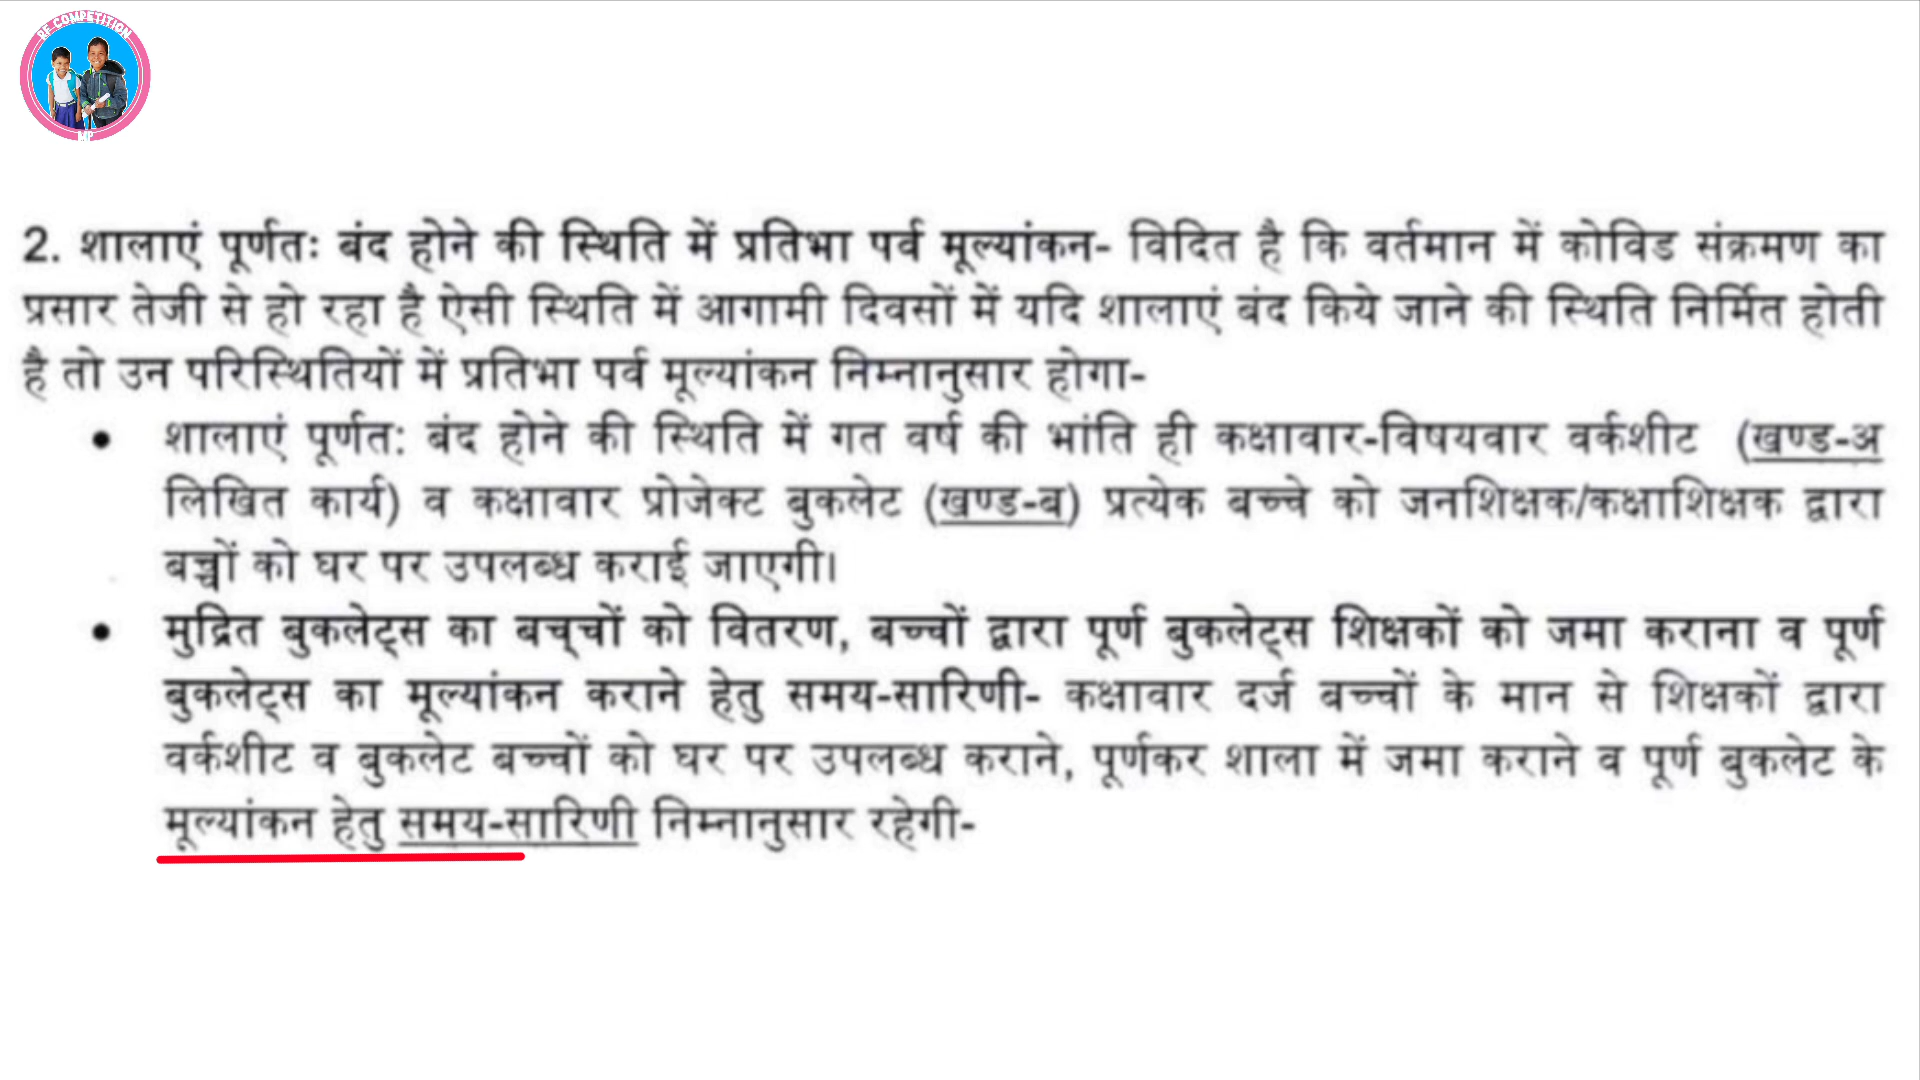 RF COMPETITION
MP
2. शालाएं पूर्णतः बंद होने की स्थिति में प्रतिभा पर्व मूल्यांकन- विदित है कि वर्तमान में कोविड संक्रमण का
प्रसार तेजी से हो रहा है ऐसी स्थिति में आगामी दिवसों में यदि शालाएं बंद किये जाने की स्थिति निर्मित होती
है तो उन परिस्थितियों में प्रतिभा पर्व मूल्यांकन निम्नानुसार होगा-
• शालाएं पूर्णत: बंद होने की स्थिति में गत वर्ष की भांति ही कक्षावार-विषयवार वर्कशीट (खण्ड-अ
लिखित कार्य) व कक्षावार प्रोजेक्ट बुकलेट (खण्ड-ब) प्रत्येक बच्चे को जनशिक्षक/कक्षाशिक्षक द्वारा
बच्चों को घर पर उपलब्ध कराई जाएगी।
• मुद्रित बुकलेट्स का बच्चों को वितरण, बच्चों द्वारा पूर्ण बुकलेट्स शिक्षकों को जमा कराना व पूर्ण
बुकलेट्स का मूल्यांकन कराने हेतु समय-सारिणी- कक्षावार दर्ज बच्चों के मान से शिक्षकों द्वारा
वर्कशीट व बुकलेट बच्चों को घर पर उपलब्ध कराने, पूर्णकर शाला में जमा कराने व पूर्ण बुकलेट के
मूल्यांकन हेतु समय-सारिणी निम्नानुसार रहेगी-